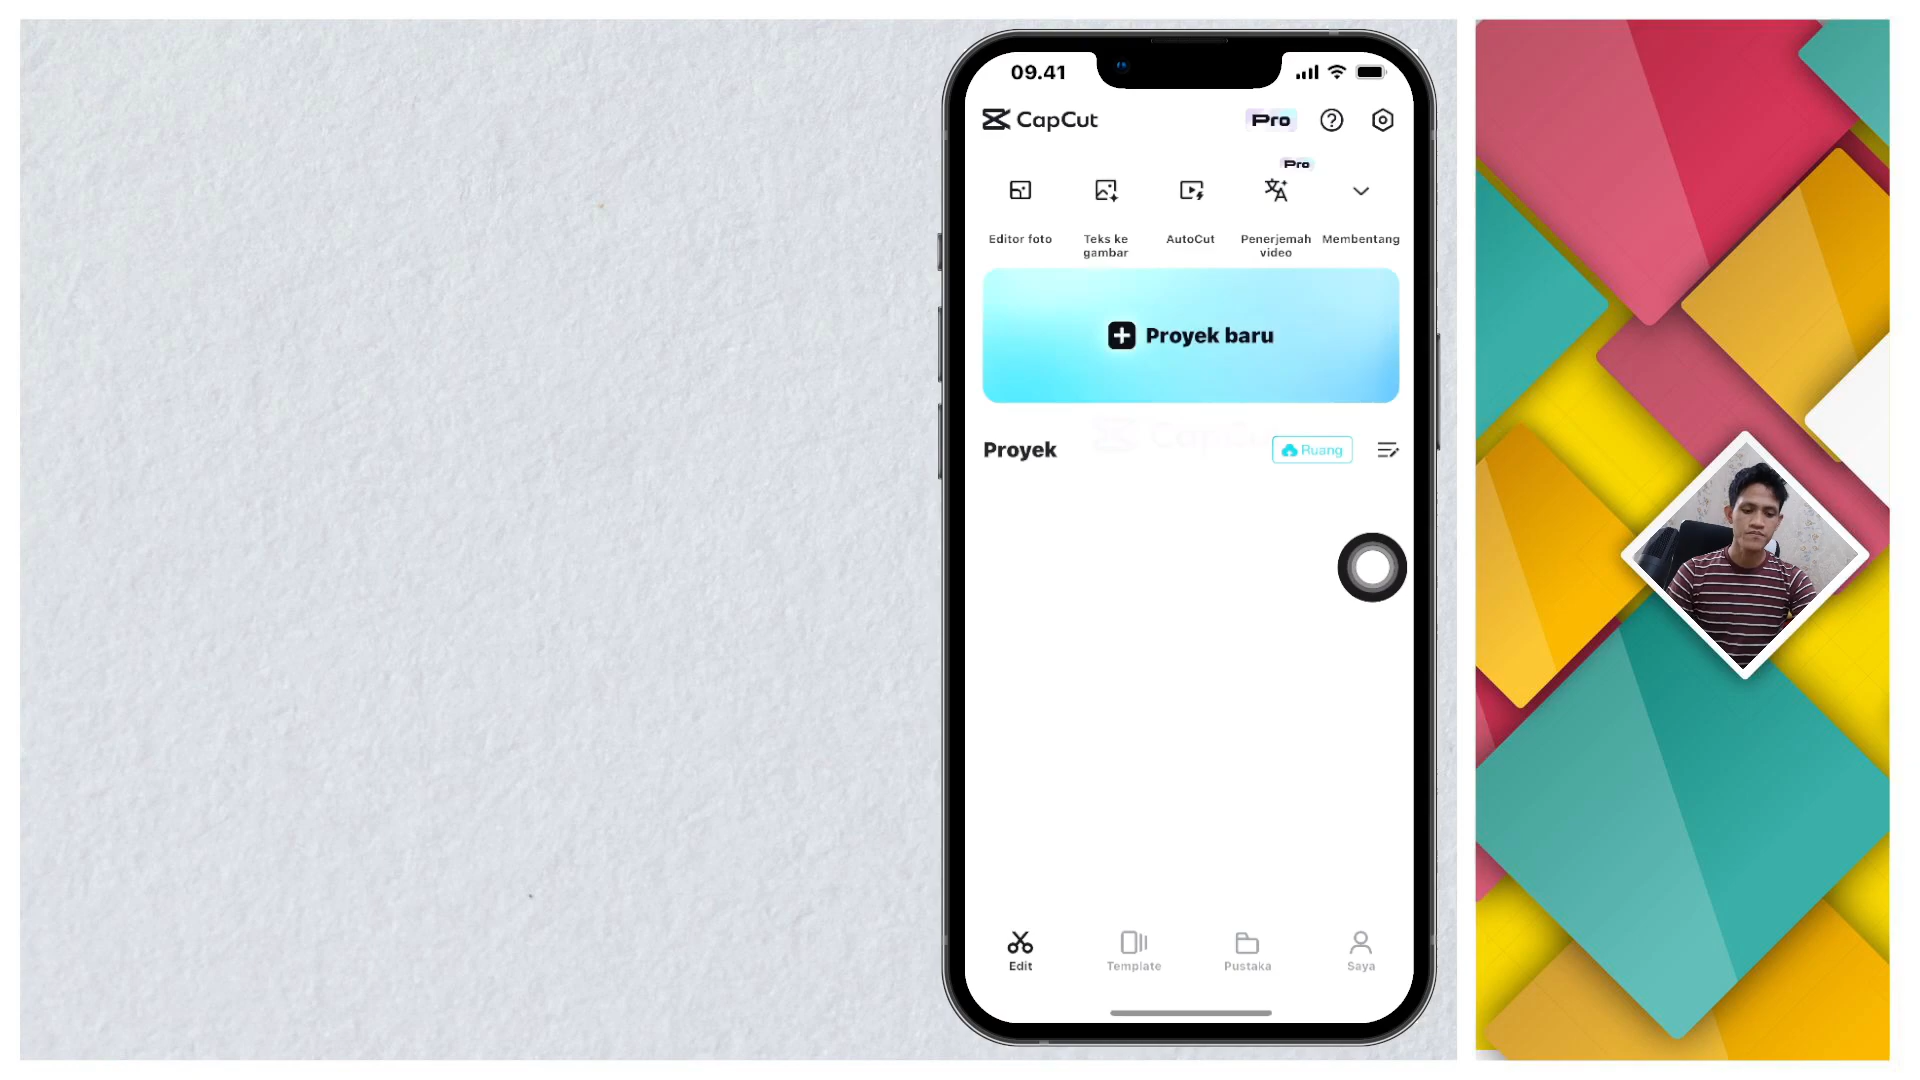 09.41
CapCut
Pro
Pro
Editor foto
Teks ke
gambar
AutoCut
Penerjemah
video
Membentang
Proyek baru
CapCut
Proyek
Ruang
Edit
Template
Pustaka
Saya